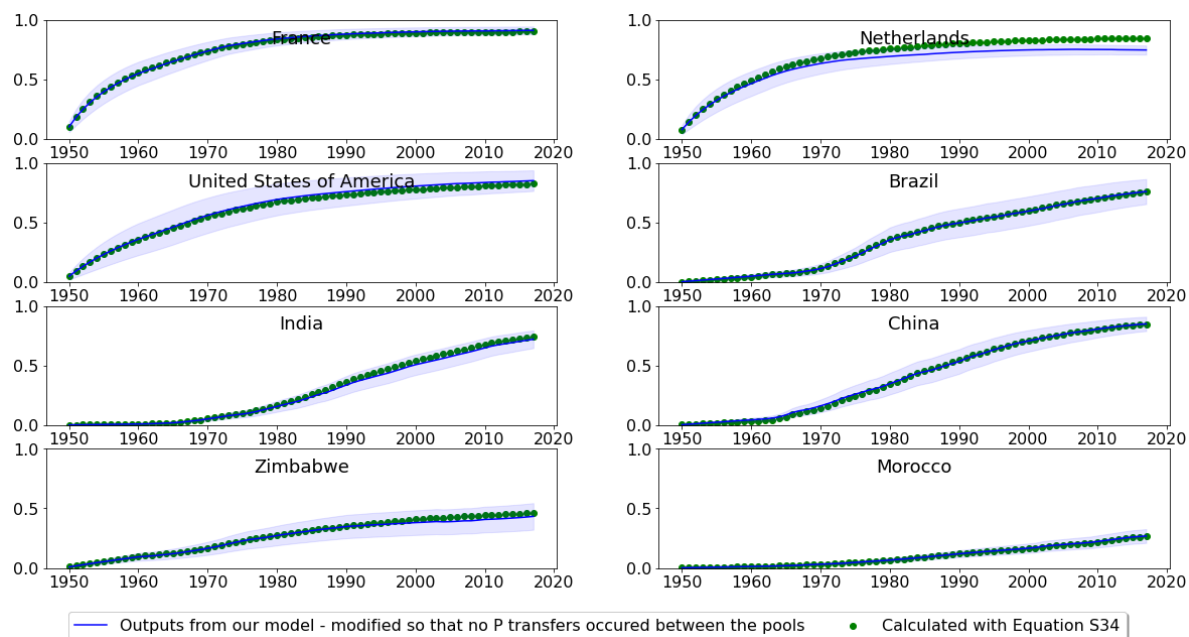 France
Netherlands
1.0
0.5
0.0
1950 1960 1970 1980 1990 2000 2010 2020
1.0
0.5
0.0
1950 1960 1970 1980 1990 2000 2010 2020
United States of America
Brazil
1.0
0.5
0.0
1950 1960 1970 1980 1990 2000 2010 2020
1.0
0.5
0.0
1950 1960 1970 1980 1990 2000 2010 2020
India
China
1.0
0.5
0.0
1950 1960 1970 1980 1990 2000 2010 2020
1.0
0.5
0.0
1950 1960 1970 1980 1990 2000 2010 2020
Zimbabwe
Morocco
1.0
0.5
0.0
1950 1960 1970 1980 1990 2000 2010 2020
1.0
0.5
0.0
1950 1960 1970 1980 1990 2000 2010 2020
Outputs from our model - modified so that no P transfers occured between the pools
Calculated with Equation S34